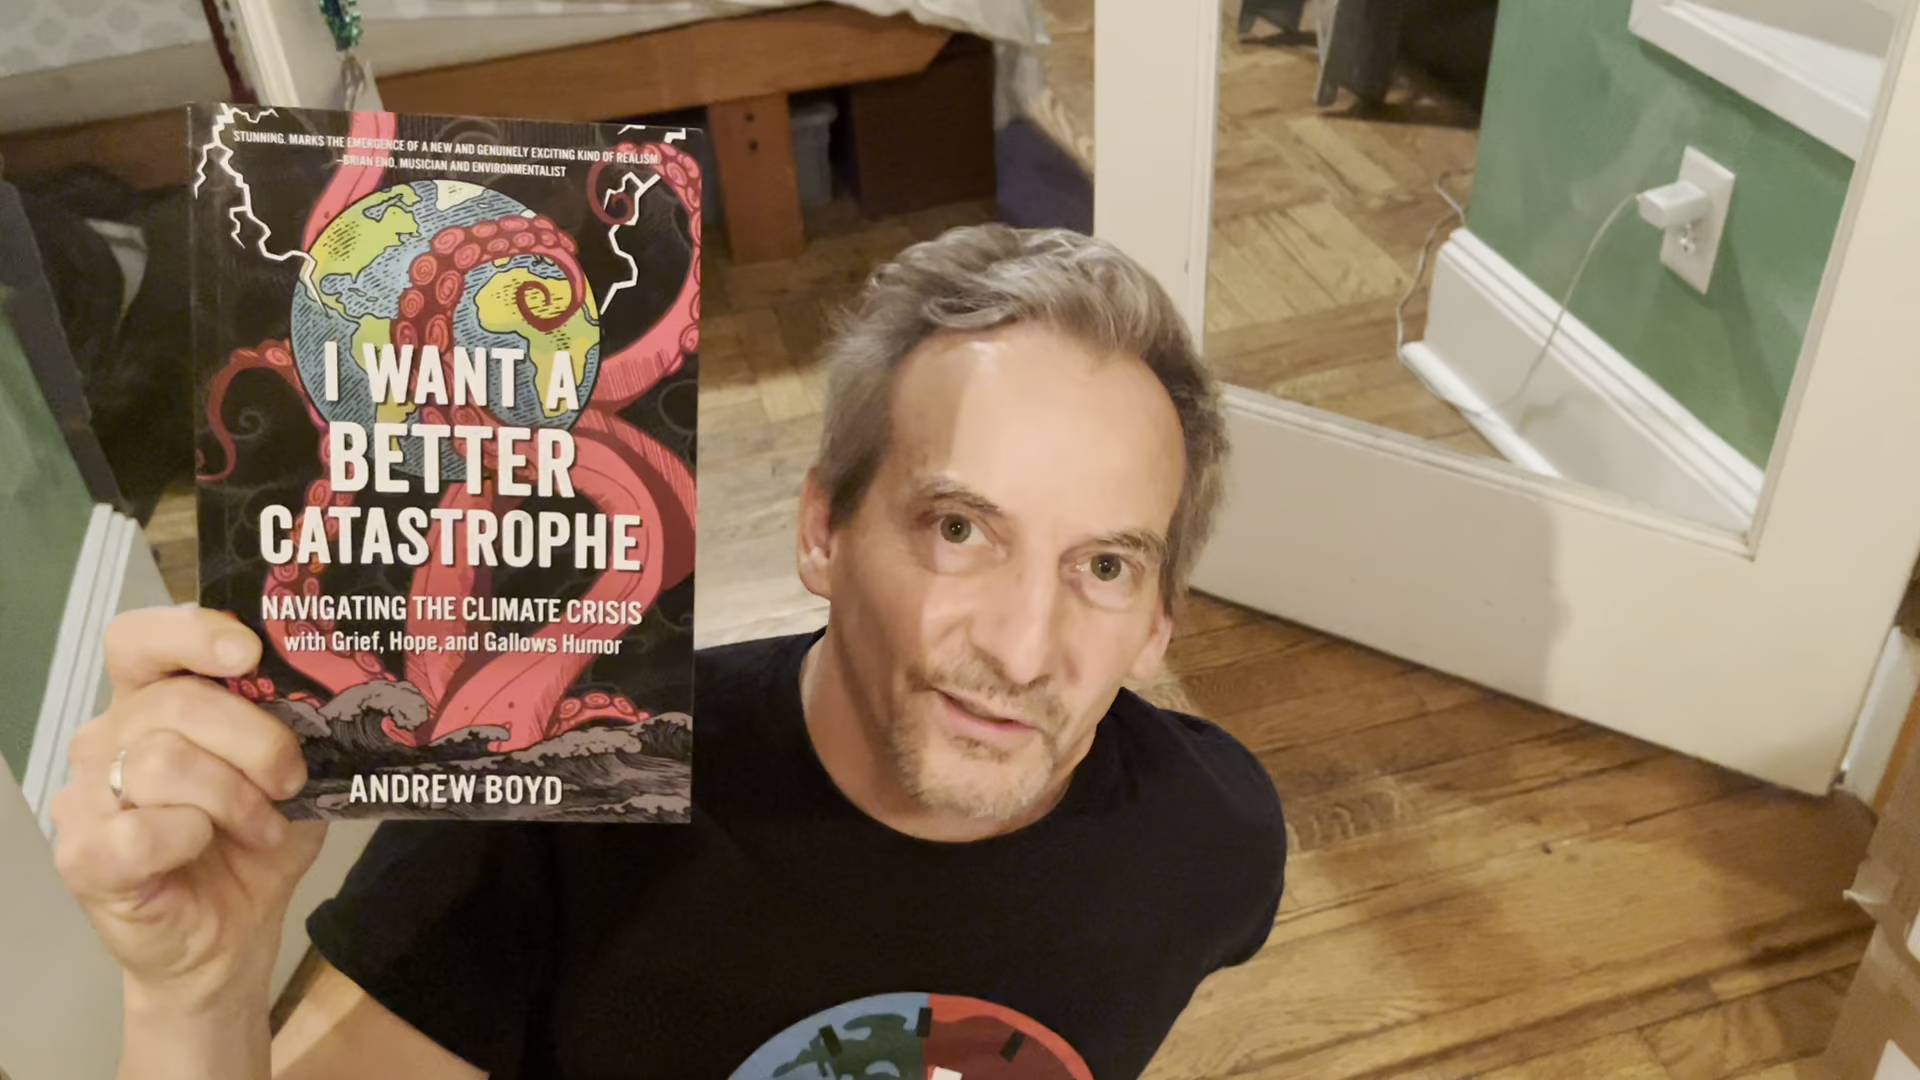 STUNNING. MARKS THE EMERGENCE OF A NEW AND GENUINELY EXCITING KIND OF REALISM
—BRIAN ENO, MUSICIAN AND ENVIRONMENTALIST
I WANT A
BETTER
CATASTROPHE
NAVIGATING THE CLIMATE CRISIS
with Grief, Hope, and Gallows Humor
ANDREW BOYD